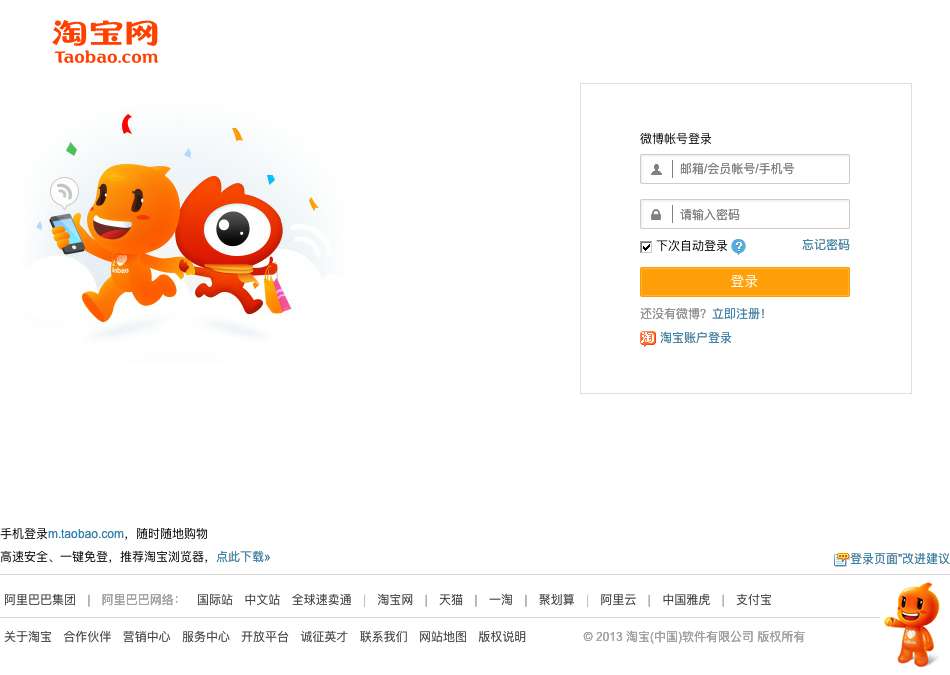 淘宝网
Taobao.com
微博帐号登录
邮箱/会员帐号/手机号
请输入密码
下次自动登录 ? 忘记密码
登录
还没有微博？立即注册！
淘 淘宝账户登录
手机登录m.taobao.com，随时随地购物
高速安全、一键免登，推荐淘宝浏览器，点此下载»
登录页面"改进建议
阿里巴巴集团 | 阿里巴巴网络： 国际站 中文站 全球速卖通 | 淘宝网 | 天猫 | 一淘 | 聚划算 | 阿里云 | 中国雅虎 | 支付宝
关于淘宝 合作伙伴 营销中心 服务中心 开放平台 诚征英才 联系我们 网站地图 版权说明 © 2013 淘宝(中国)软件有限公司 版权所有